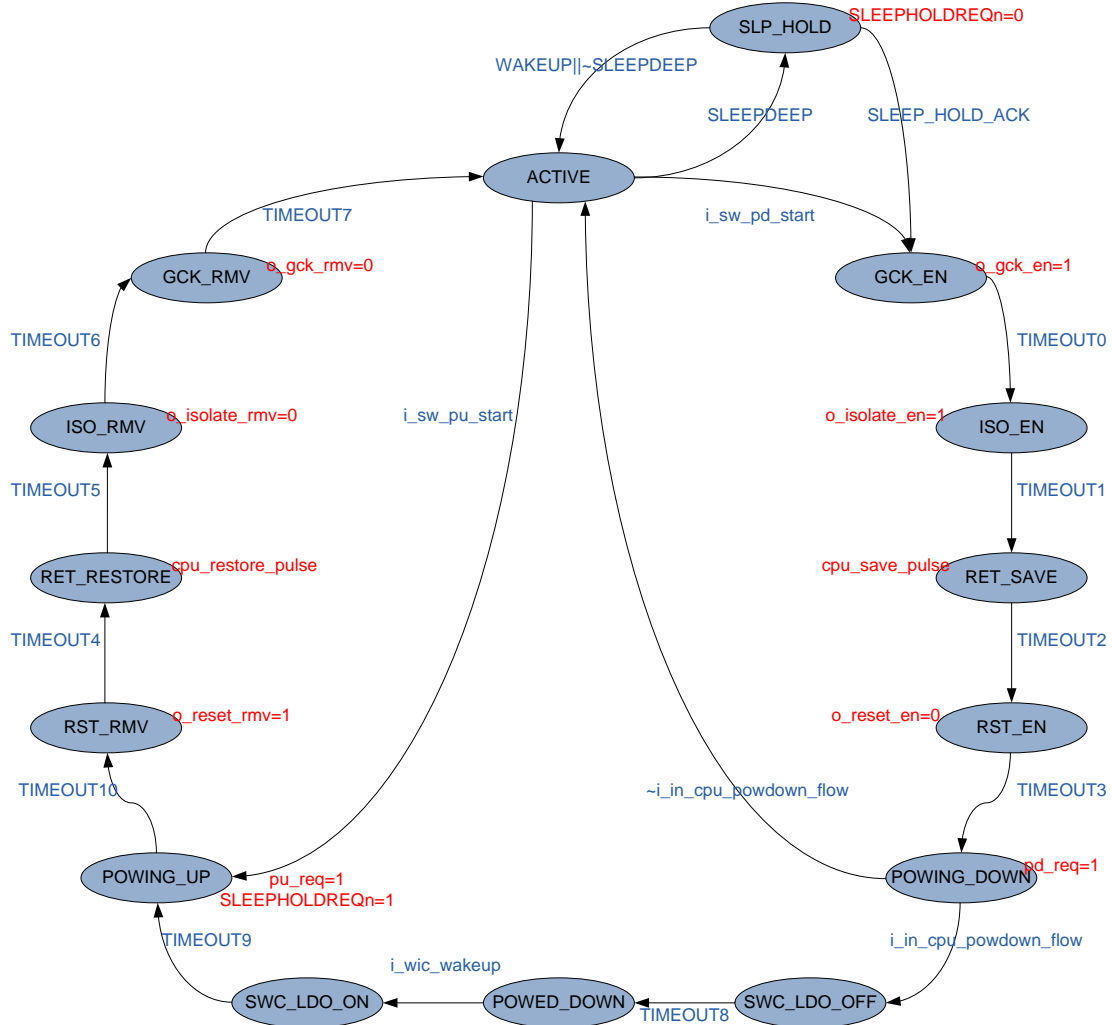 SLEEPHOLDREQn=0
SLP_HOLD
WAKEUP||~SLEEPDEEP
SLEEPDEEP
SLEEP_HOLD_ACK
ACTIVE
TIMEOUT7
i_sw_pd_start
GCK_RMV
o_gck_rmv=0
GCK_EN
o_gck_en=1
TIMEOUT6
TIMEOUT0
ISO_RMV
o_isolate_rmv=0
i_sw_pu_start
o_isolate_en=1
ISO_EN
TIMEOUT5
TIMEOUT1
RET_RESTORE
cpu_restore_pulse
cpu_save_pulse
RET_SAVE
TIMEOUT4
TIMEOUT2
RST_RMV
o_reset_rmv=1
o_reset_en=0
RST_EN
TIMEOUT10
~i_in_cpu_powdown_flow
TIMEOUT3
POWING_UP
pu_req=1
SLEEPHOLDREQn=1
POWING_DOWN
pd_req=1
TIMEOUT9
i_in_cpu_powdown_flow
i_wic_wakeup
SWC_LDO_ON
POWED_DOWN
TIMEOUT8
SWC_LDO_OFF